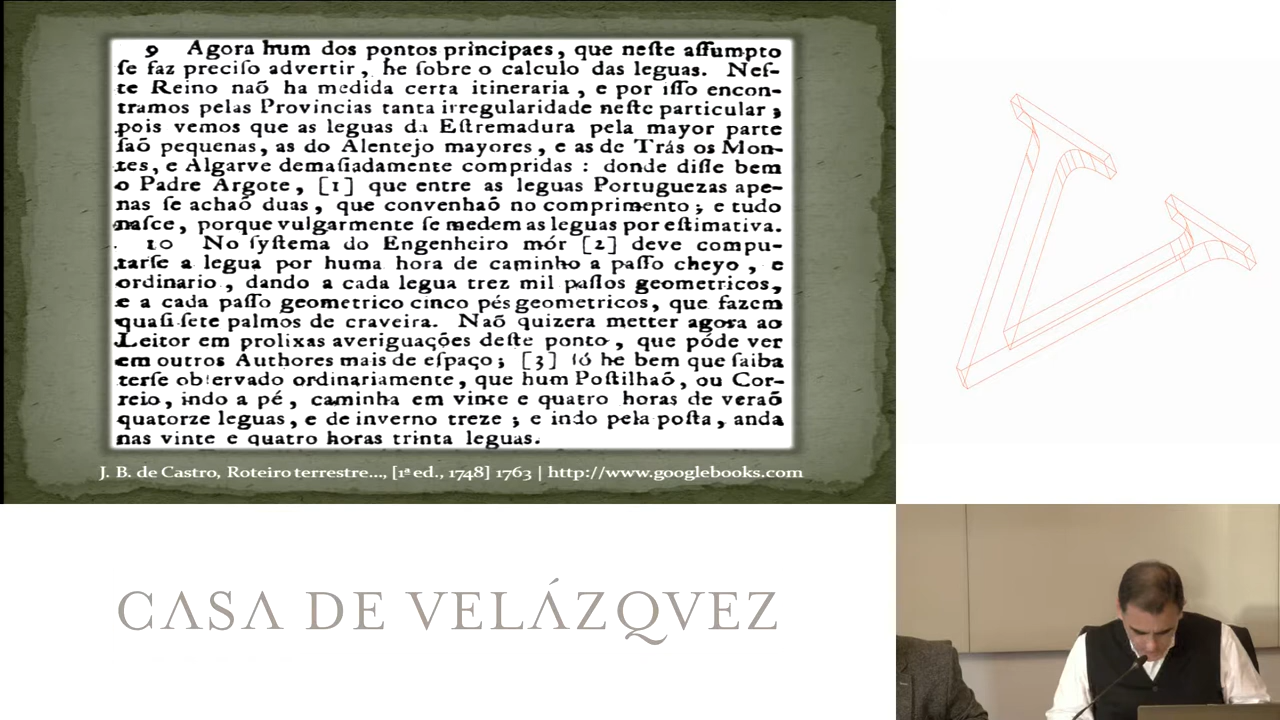 9 Agora hum dos pontos principaes, que neſte aſſumpto
ſe faz preciſo advertir, he ſobre o calculo das leguas. Neſ-
te Reino naõ ha medida certa itineraria, e por iſſo encon-
tramos pelas Provincias tanta irregularidade neſte particular,
pois vemos que as leguas da Eſtremadura pela mayor parte
ſaõ pequenas, as do Alentejo mayores, e as de Trás os Mon-
tes, e Algarve demaſiadamente compridas: donde diſſe bem
o Padre Argote, [1] que entre as leguas Portuguezas ape-
nas ſe achaõ duas, que convenhaõ no comprimento; e tudo
naſce, porque vulgarmente ſe medem as leguas por eſtimativa.
10 No ſyſtema do Engenheiro mór [2] deve compu-
tarſe a legua por huma hora de caminho a paſſo cheyo, e
ordinario, dando a cada legua trez mil paſſos geometricos,
e a cada paſſo geometrico cinco pés geometricos, que fazem
quaſi ſete palmos de craveira. Naõ quizera metter agora ao
Leitor em prolixas averiguações deſte ponto, que póde ver
em outros Authores mais de eſpaço; [3] ſó he bem que ſaiba
terſe obſervado ordinariamente, que hum Poſtilhaõ, ou Cor-
reio, indo a pé, caminha em vinte e quatro horas de veraõ
quatorze leguas, e de inverno treze; e indo pela poſta, anda
nas vinte e quatro horas trinta leguas.
J. B. de Castro, Roteiro terrestre..., [1ª ed., 1748] 1763 | http://www.googlebooks.com
CASA DE VELÁZQVEZ